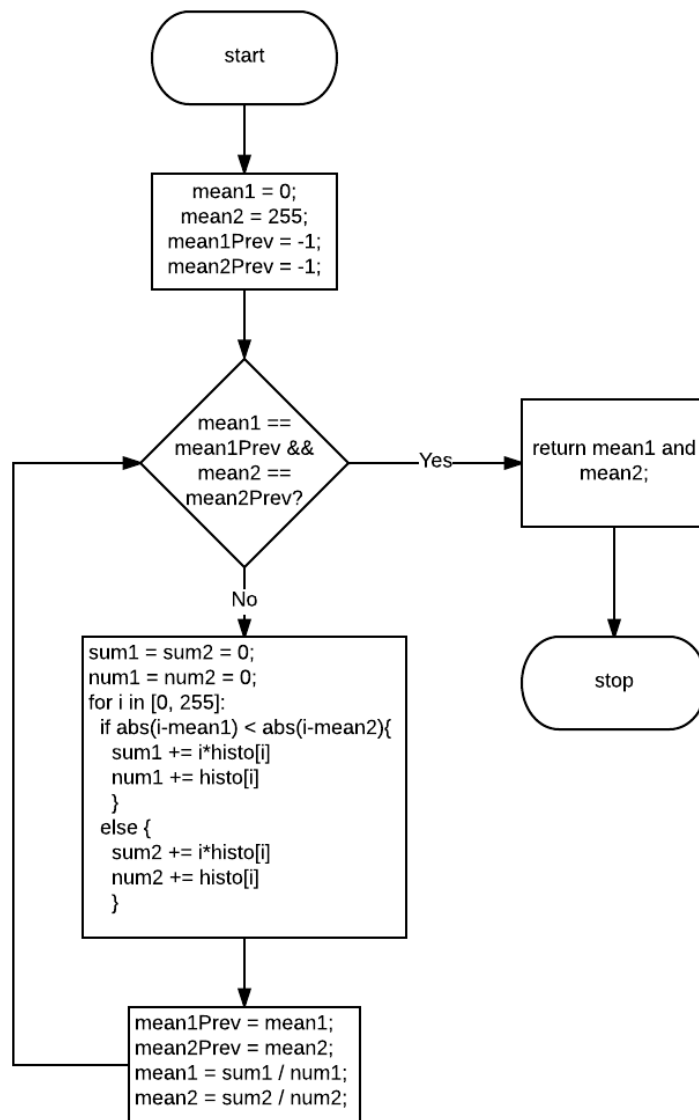 start
mean1 = 0;
mean2 = 255;
mean1Prev = -1;
mean2Prev = -1;
mean1 ==
mean1Prev &&
mean2 ==
mean2Prev?
Yes
return mean1 and
mean2;
stop
No
sum1 = sum2 = 0;
num1 = num2 = 0;
for i in [0, 255]:
if abs(i-mean1) < abs(i-mean2){
sum1 += i*histo[i]
num1 += histo[i]
}
else {
sum2 += i*histo[i]
num2 += histo[i]
}
mean1Prev = mean1;
mean2Prev = mean2;
mean1 = sum1 / num1;
mean2 = sum2 / num2;